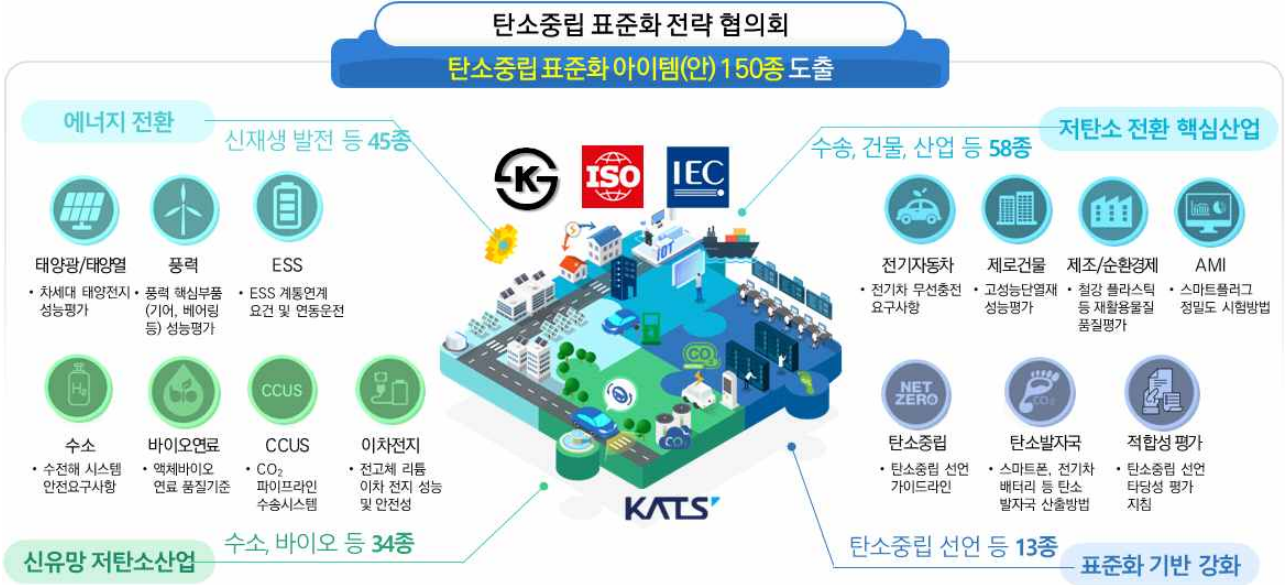 탄소중립 표준화 전략 협의회
탄소중립 표준화 아이템(안) 150종 도출
에너지 전환
신재생 발전 등 45종
태양광/태양열
• 차세대 태양전지
성능평가
풍력
• 풍력 핵심부품
(기어, 베어링
등) 성능평가
ESS
• ESS 계통연계
요건 및 연동운전
저탄소 전환 핵심산업
수송, 건물, 산업 등 58종
전기자동차
• 전기차 무선충전
요구사항
제로건물
• 고성능단열재
성능평가
제조/순환경제
• 철강 플라스틱
등 재활용물질
품질평가
AMI
• 스마트플러그
정밀도 시험방법
K
ISO
IEC
IOT
CO2
CO2
KATS
H2
수소
• 수전해 시스템
안전요구사항
바이오연료
• 액체바이오
연료 품질기준
CCUS
CCUS
• CO₂
파이프라인
수송시스템
이차전지
• 전고체 리튬
이차 전지 성능
및 안전성
신유망 저탄소산업
수소, 바이오 등 34종
NET
ZERO
탄소중립
• 탄소중립 선언
가이드라인
CO₂
탄소발자국
• 스마트폰, 전기차
배터리 등 탄소
발자국 산출방법
적합성 평가
• 탄소중립 선언
타당성 평가
지침
탄소중립 선언 등 13종
표준화 기반 강화